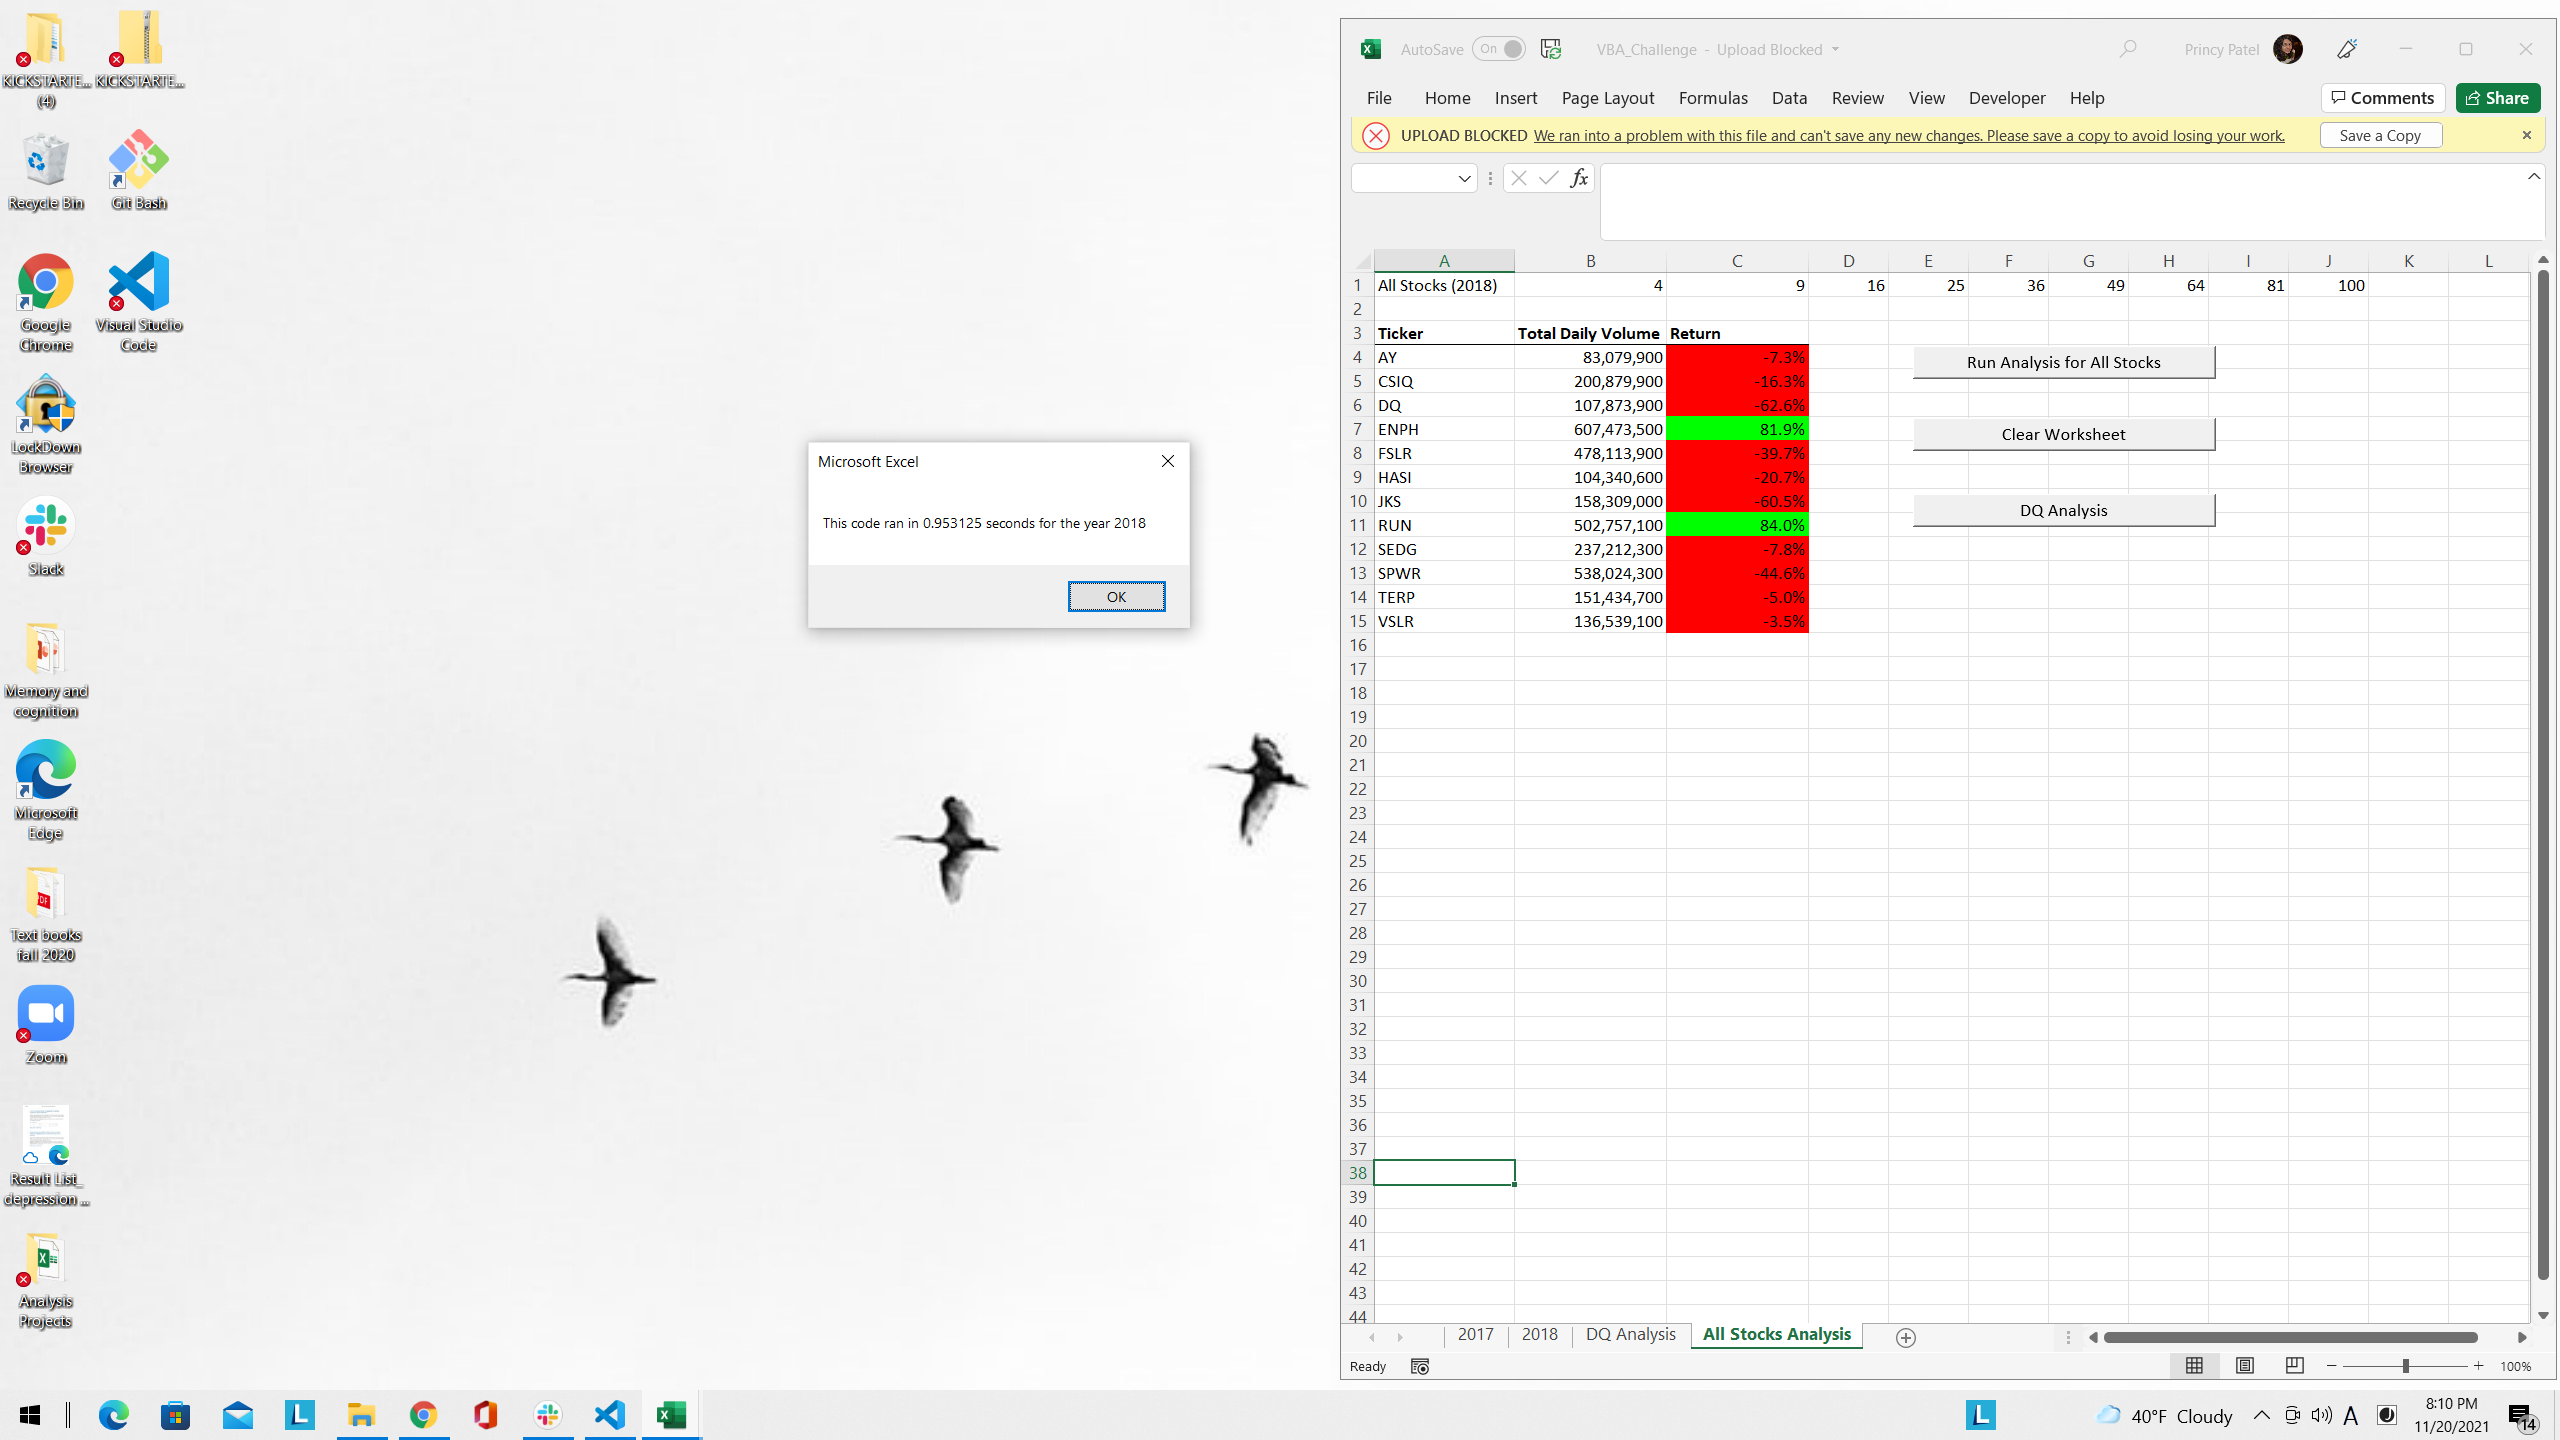 KICKSTARTE...
(4)
KICKSTARTE...
Recycle Bin
Git Bash
Google
Chrome
Visual Studio
Code
LockDown
Browser
Slack
Memory and
cognition
Microsoft
Edge
Text books
fall 2020
Zoom
Result List_
depression ...
Analysis
Projects
Microsoft Excel
This code ran in 0.953125 seconds for the year 2018
OK
AutoSave On VBA_Challenge - Upload Blocked Princy Patel
File Home Insert Page Layout Formulas Data Review View Developer Help Comments Share
UPLOAD BLOCKED We ran into a problem with this file and can't save any new changes. Please save a copy to avoid losing your work. Save a Copy
fx
A B C D E F G H I J K L
1 All Stocks (2018) 4 9 16 25 36 49 64 81 100
2
3 Ticker Total Daily Volume Return
4 AY 83,079,900 -7.3% Run Analysis for All Stocks
5 CSIQ 200,879,900 -16.3%
6 DQ 107,873,900 -62.6%
7 ENPH 607,473,500 81.9% Clear Worksheet
8 FSLR 478,113,900 -39.7%
9 HASI 104,340,600 -20.7%
10 JKS 158,309,000 -60.5% DQ Analysis
11 RUN 502,757,100 84.0%
12 SEDG 237,212,300 -7.8%
13 SPWR 538,024,300 -44.6%
14 TERP 151,434,700 -5.0%
15 VSLR 136,539,100 -3.5%
16
17
18
19
20
21
22
23
24
25
26
27
28
29
30
31
32
33
34
35
36
37
38
39
40
41
42
43
44
2017 2018 DQ Analysis All Stocks Analysis
Ready 100%
40°F Cloudy A 8:10 PM
11/20/2021 14